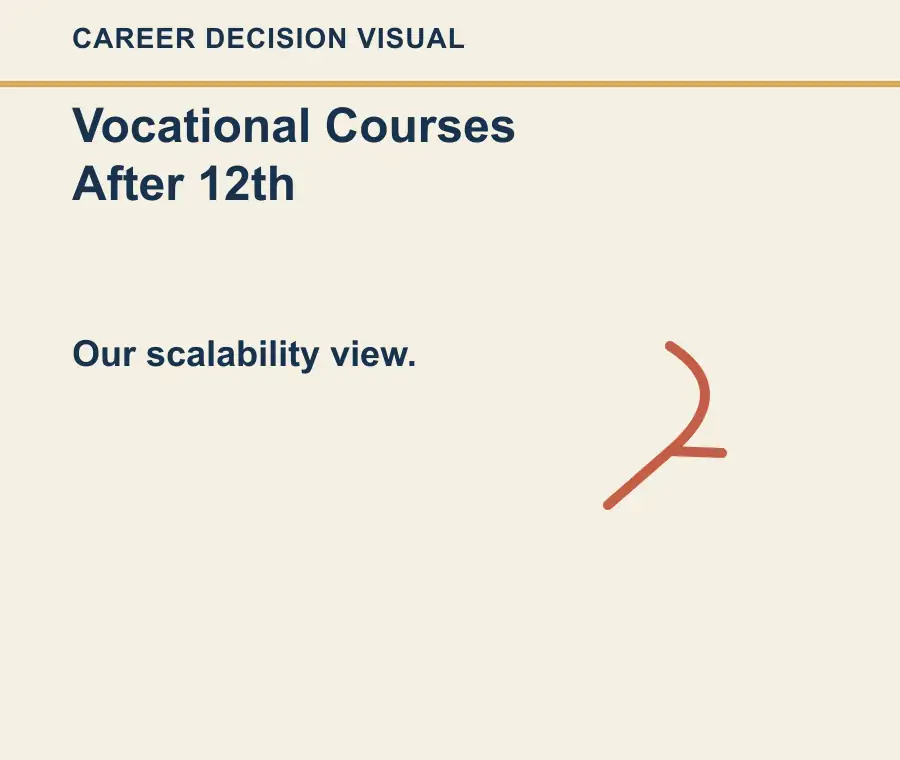 CAREER DECISION VISUAL
Vocational Courses
After 12th
Our scalability view.